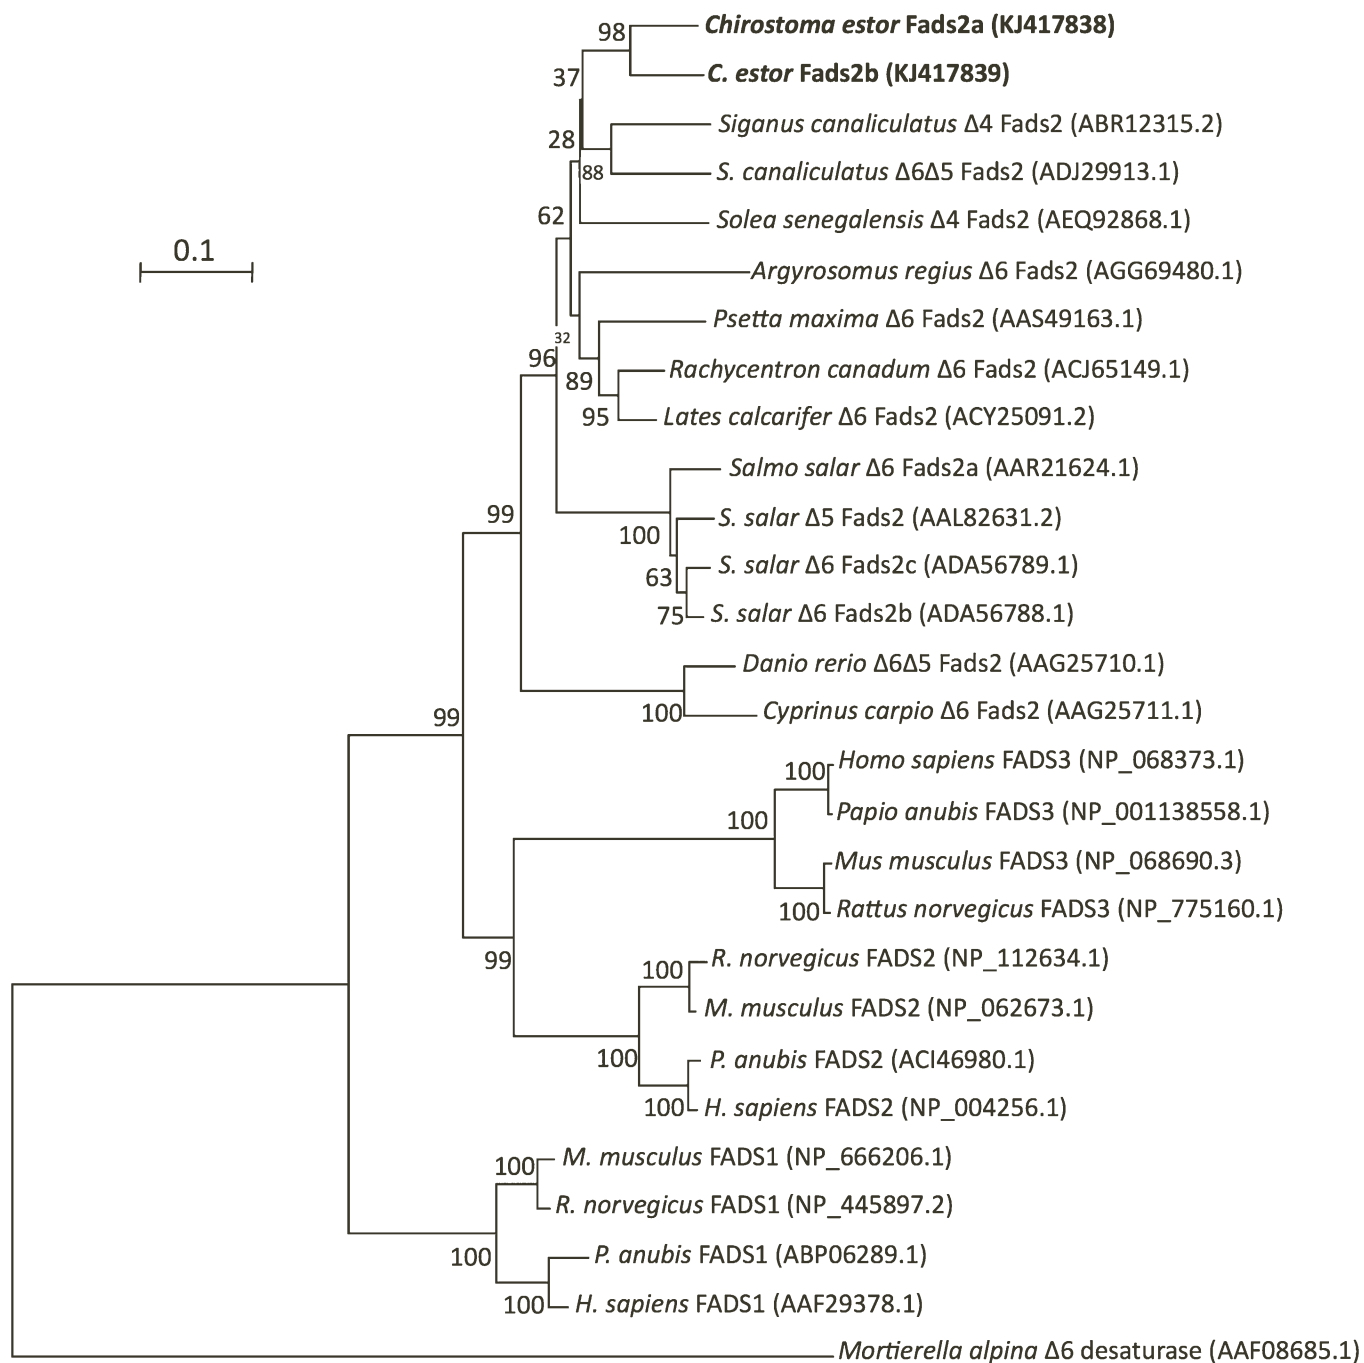 98
Chirostoma estor Fads2a (KJ417838)
C. estor Fads2b (KJ417839)
37
Siganus canaliculatus Δ4 Fads2 (ABR12315.2)
28
88
S. canaliculatus Δ6Δ5 Fads2 (ADJ29913.1)
62
Solea senegalensis Δ4 Fads2 (AEQ92868.1)
0.1
Argyrosomus regius Δ6 Fads2 (AGG69480.1)
Psetta maxima Δ6 Fads2 (AAS49163.1)
32
96
Rachycentron canadum Δ6 Fads2 (ACJ65149.1)
89
95
Lates calcarifer Δ6 Fads2 (ACY25091.2)
Salmo salar Δ6 Fads2a (AAR21624.1)
99
S. salar Δ5 Fads2 (AAL82631.2)
100
S. salar Δ6 Fads2c (ADA56789.1)
63
75
S. salar Δ6 Fads2b (ADA56788.1)
Danio rerio Δ6Δ5 Fads2 (AAG25710.1)
99
100
Cyprinus carpio Δ6 Fads2 (AAG25711.1)
Homo sapiens FADS3 (NP_068373.1)
100
100
Papio anubis FADS3 (NP_001138558.1)
Mus musculus FADS3 (NP_068690.3)
100
Rattus norvegicus FADS3 (NP_775160.1)
99
R. norvegicus FADS2 (NP_112634.1)
100
M. musculus FADS2 (NP_062673.1)
100
P. anubis FADS2 (ACI46980.1)
100
H. sapiens FADS2 (NP_004256.1)
M. musculus FADS1 (NP_666206.1)
100
R. norvegicus FADS1 (NP_445897.2)
100
P. anubis FADS1 (ABP06289.1)
100
H. sapiens FADS1 (AAF29378.1)
Mortierella alpina Δ6 desaturase (AAF08685.1)